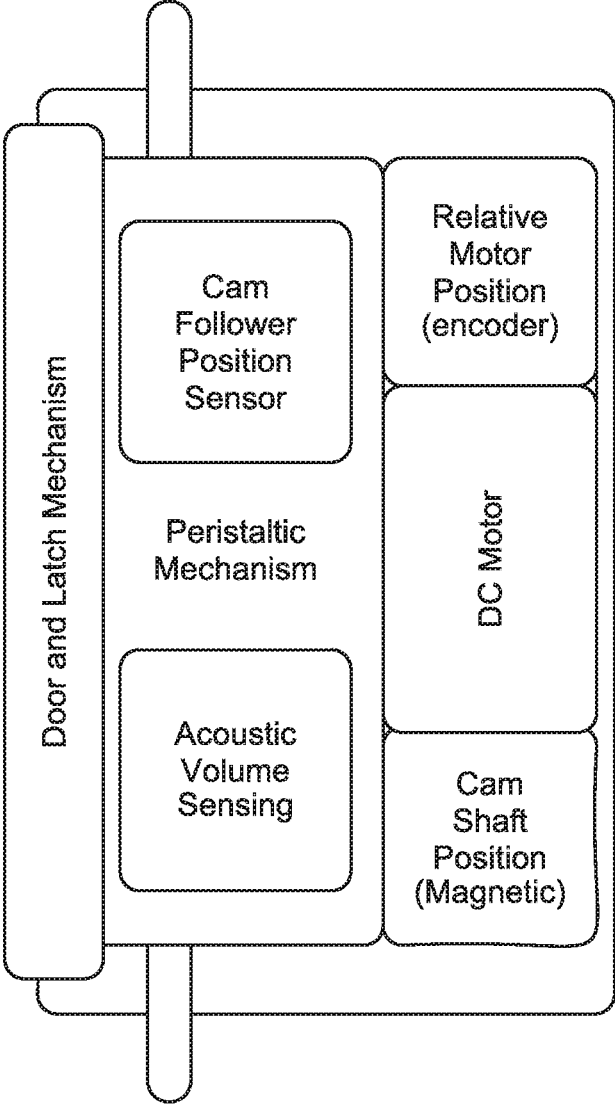 Door and Latch Mechanism
Cam
Follower
Position
Sensor
Peristaltic
Mechanism
Acoustic
Volume
Sensing
Relative
Motor
Position
(encoder)
DC Motor
Cam
Shaft
Position
(Magnetic)